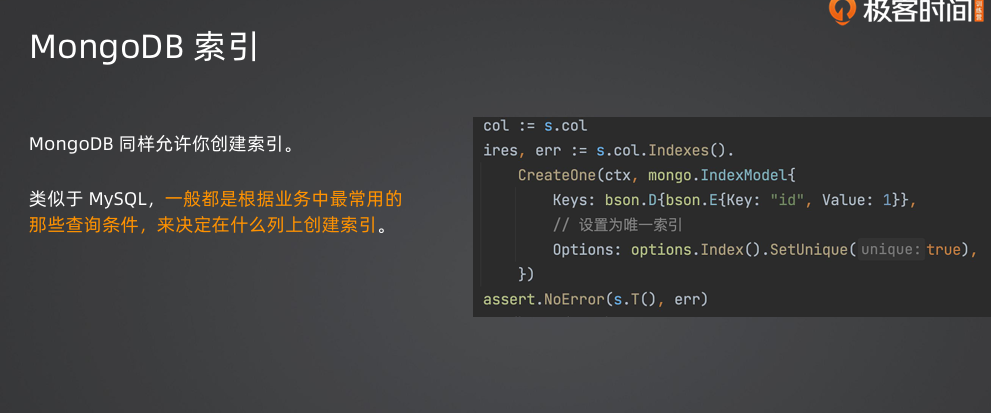 极客时间
训练营
MongoDB 索引
MongoDB 同样允许你创建索引。
类似于 MySQL，一般都是根据业务中最常用的
那些查询条件，来决定在什么列上创建索引。
col := s.col
ires, err := s.col.Indexes().
CreateOne(ctx, mongo.IndexModel{
Keys: bson.D{bson.E{Key: "id", Value: 1}},
// 设置为唯一索引
Options: options.Index().SetUnique( unique: true),
})
assert.NoError(s.T(), err)